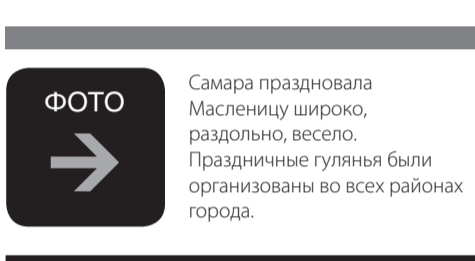 ФОТО
Самара праздновала
Масленицу широко,
раздольно, весело.
Праздничные гулянья были
организованы во всех районах
города.